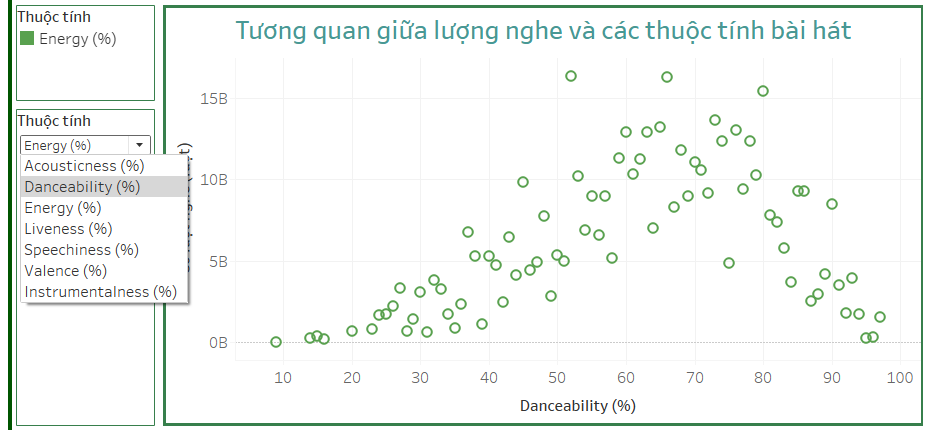 Thuộc tính
Energy (%)
Thuộc tính
Energy (%)
Acousticness (%)
Danceability (%)
Energy (%)
Liveness (%)
Speechiness (%)
Valence (%)
Instrumentalness (%)
Tương quan giữa lượng nghe và các thuộc tính bài hát
15B
10B
5B
0B
10 20 30 40 50 60 70 80 90 100
Danceability (%)